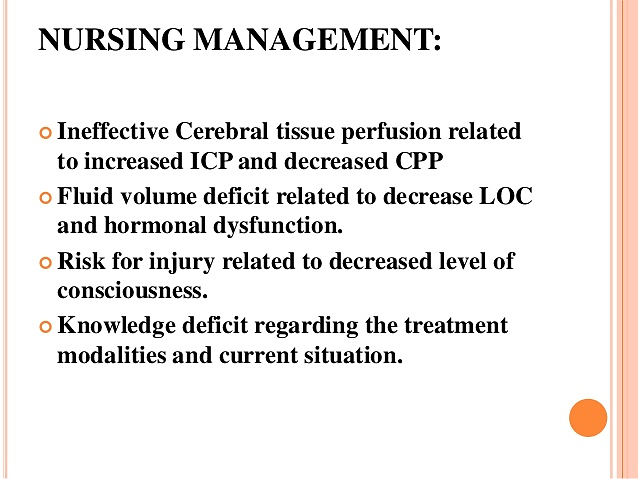 NURSING MANAGEMENT:
Ineffective Cerebral tissue perfusion related
to increased ICP and decreased CPP
Fluid volume deficit related to decrease LOC
and hormonal dysfunction.
Risk for injury related to decreased level of
consciousness.
Knowledge deficit regarding the treatment
modalities and current situation.